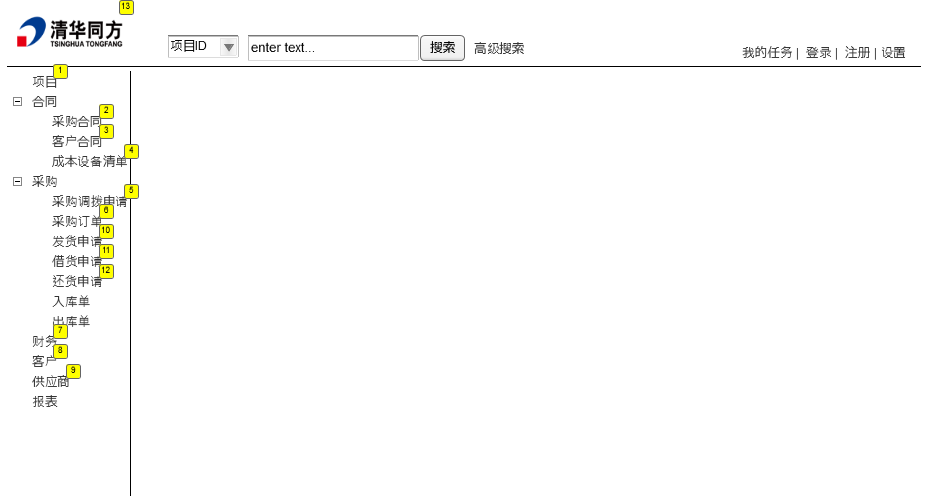 13
清华同方
TSINGHUA TONGFANG
项目ID
enter text...
搜索
高级搜索
我的任务 | 登录 | 注册 | 设置
项目 1
合同
采购合同 2
客户合同 3
成本设备清单 4
采购
采购调拨申请 5
采购订单 6
发货申请 10
借货申请 11
还货申请 12
入库单
出库单
财务 7
客户 8
供应商 9
报表